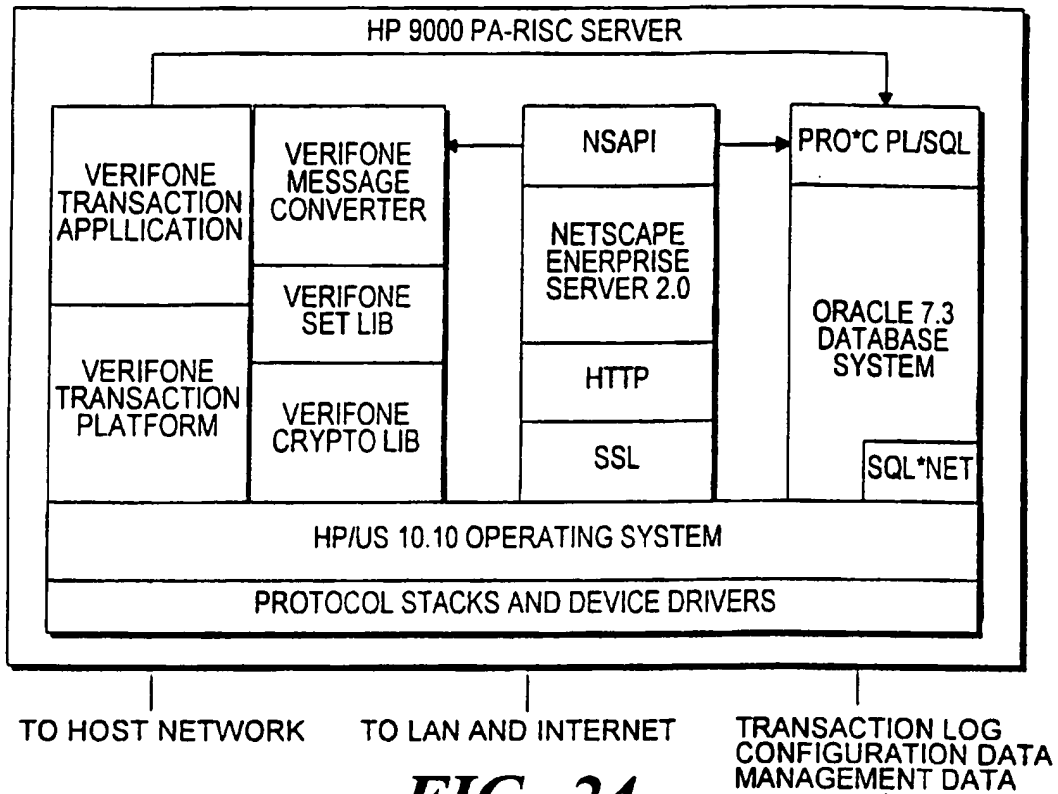 HP 9000 PA-RISC SERVER
VERIFONE
TRANSACTION
APPLLICATION
VERIFONE
TRANSACTION
PLATFORM
VERIFONE
MESSAGE
CONVERTER
VERIFONE
SET LIB
VERIFONE
CRYPTO LIB
NSAPI
NETSCAPE
ENERPRISE
SERVER 2.0
HTTP
SSL
PRO*C PL/SQL
ORACLE 7.3
DATABASE
SYSTEM
SQL*NET
HP/US 10.10 OPERATING SYSTEM
PROTOCOL STACKS AND DEVICE DRIVERS
TO HOST NETWORK
TO LAN AND INTERNET
TRANSACTION LOG
CONFIGURATION DATA
MANAGEMENT DATA
FIG. 24